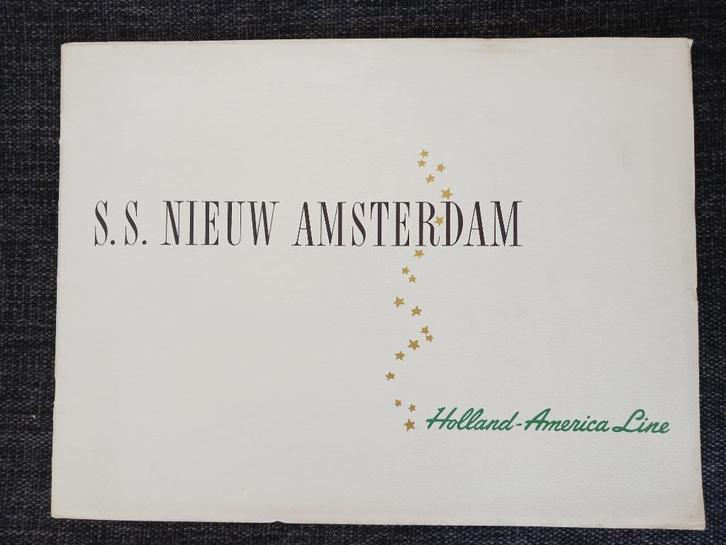 S.S. NIEUW AMSTERDAM
Holland-America Line